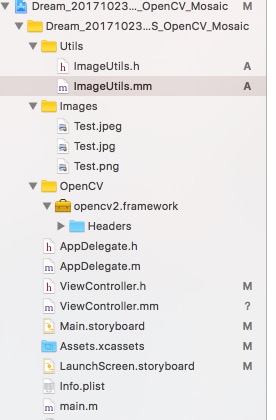 Dream_20171023..._OpenCV_Mosaic M
Dream_20171023...S_OpenCV_Mosaic
Utils
h ImageUtils.h A
m ImageUtils.mm A
Images
Test.jpeg
Test.jpg
Test.png
OpenCV
opencv2.framework
Headers
h AppDelegate.h
m AppDelegate.m
h ViewController.h M
m ViewController.mm ?
Main.storyboard M
Assets.xcassets M
LaunchScreen.storyboard M
Info.plist
m main.m